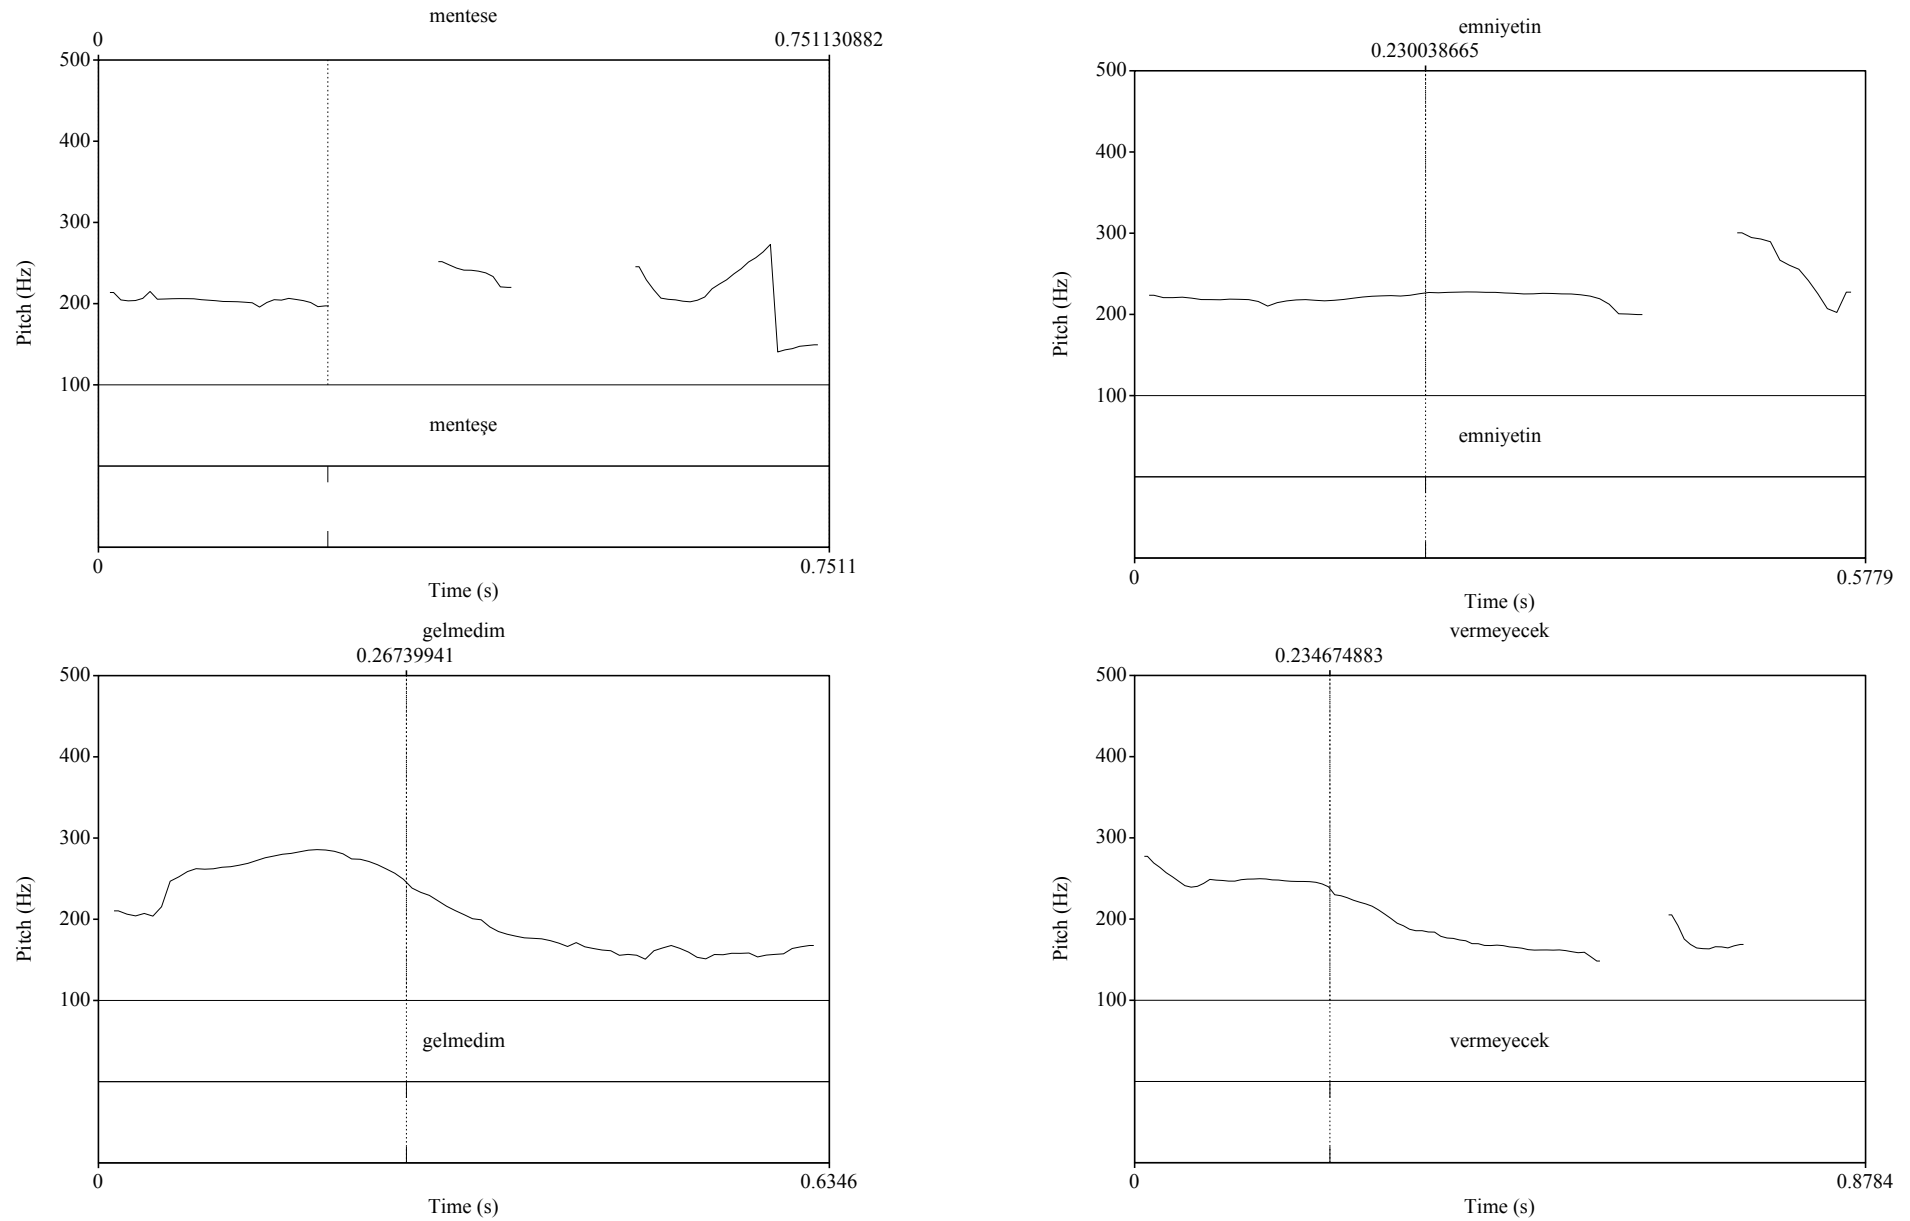 mentese
0 0.751130882
500
400
300
200
100
Pitch (Hz)
menteşe
0 0.7511
Time (s)
emniyetin
0.230038665
500
400
300
200
100
Pitch (Hz)
emniyetin
0 0.5779
Time (s)
gelmedim
0.26739941
500
400
300
200
100
Pitch (Hz)
gelmedim
0 0.6346
Time (s)
vermeyecek
0.234674883
500
400
300
200
100
Pitch (Hz)
vermeyecek
0 0.8784
Time (s)